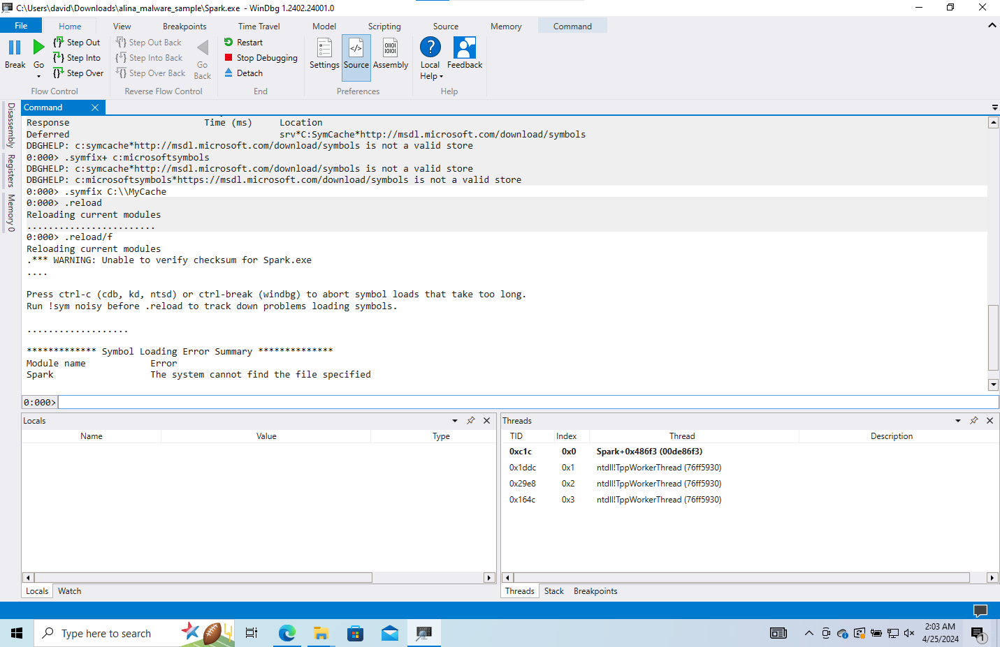 C:\Users\david\Downloads\alina_malware_sample\Spark.exe - WinDbg 1.2402.24001.0
File Home View Breakpoints Time Travel Model Scripting Source Memory Command
Break
Go
Step Out
Step Into
Step Over
Flow Control
Step Out Back
Step Into Back
Step Over Back
Go
Back
Reverse Flow Control
Restart
Stop Debugging
Detach
End
Settings
Source
Assembly
Preferences
Local
Help
Feedback
Help
Disassembly
Registers
Memory 0
Command
Response Time (ms) Location
Deferred srv*C:SymCache*http://msdl.microsoft.com/download/symbols
DBGHELP: c:symcache*http://msdl.microsoft.com/download/symbols is not a valid store
0:000> .symfix+ c:microsoftsymbols
DBGHELP: c:symcache*http://msdl.microsoft.com/download/symbols is not a valid store
DBGHELP: c:microsoftsymbols*https://msdl.microsoft.com/download/symbols is not a valid store
0:000> .symfix C:\\MyCache
0:000> .reload
Reloading current modules
........................
0:000> .reload/f
Reloading current modules
.*** WARNING: Unable to verify checksum for Spark.exe
....
Press ctrl-c (cdb, kd, ntsd) or ctrl-break (windbg) to abort symbol loads that take too long.
Run !sym noisy before .reload to track down problems loading symbols.
...................
************* Symbol Loading Error Summary **************
Module name Error
Spark The system cannot find the file specified
0:000>
Locals
Name Value Type
Locals Watch
Threads
TID Index Thread Description
0xc1c 0x0 Spark+0x486f3 (00de86f3)
0x1ddc 0x1 ntdll!TppWorkerThread (76ff5930)
0x29e8 0x2 ntdll!TppWorkerThread (76ff5930)
0x164c 0x3 ntdll!TppWorkerThread (76ff5930)
Threads Stack Breakpoints
Type here to search
2:03 AM
4/25/2024
1